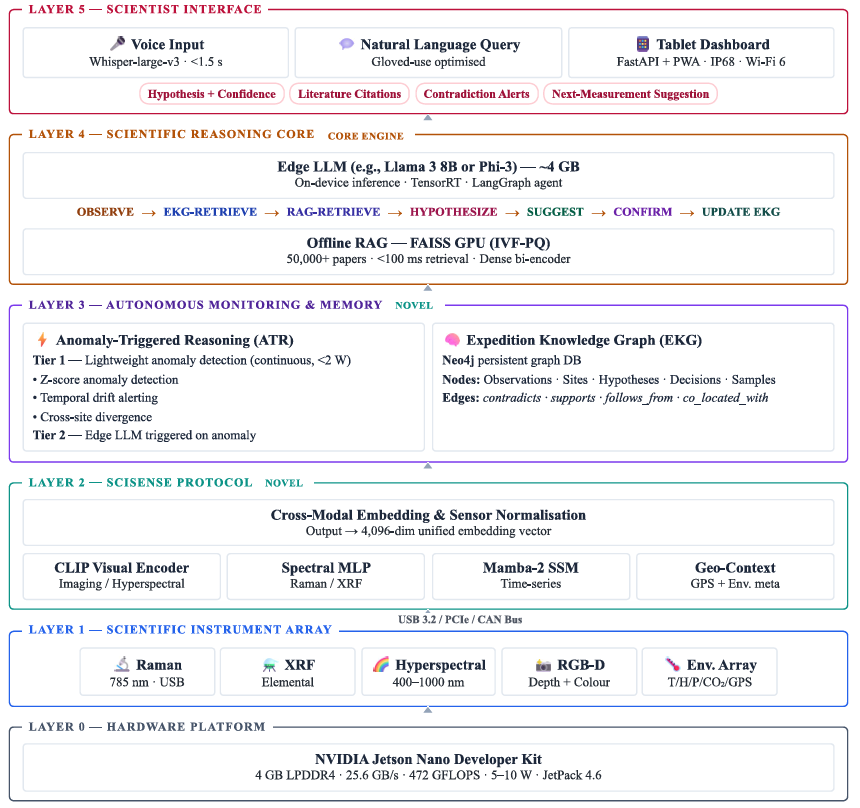 LAYER 5 — SCIENTIST INTERFACE
Voice Input
Whisper-large-v3 · <1.5 s
Natural Language Query
Gloved-use optimised
Tablet Dashboard
FastAPI + PWA · IP68 · Wi-Fi 6
Hypothesis + Confidence
Literature Citations
Contradiction Alerts
Next-Measurement Suggestion
LAYER 4 — SCIENTIFIC REASONING CORE CORE ENGINE
Edge LLM (e.g., Llama 3 8B or Phi-3) — ~4 GB
On-device inference · TensorRT · LangGraph agent
OBSERVE → EKG-RETRIEVE → RAG-RETRIEVE → HYPOTHESIZE → SUGGEST → CONFIRM → UPDATE EKG
Offline RAG — FAISS GPU (IVF-PQ)
50,000+ papers · <100 ms retrieval · Dense bi-encoder
LAYER 3 — AUTONOMOUS MONITORING & MEMORY NOVEL
Anomaly-Triggered Reasoning (ATR)
Tier 1 — Lightweight anomaly detection (continuous, <2 W)
• Z-score anomaly detection
• Temporal drift alerting
• Cross-site divergence
Tier 2 — Edge LLM triggered on anomaly
Expedition Knowledge Graph (EKG)
Neo4j persistent graph DB
Nodes: Observations · Sites · Hypotheses · Decisions · Samples
Edges: contradicts · supports · follows_from · co_located_with
LAYER 2 — SCISENSE PROTOCOL NOVEL
Cross-Modal Embedding & Sensor Normalisation
Output → 4,096-dim unified embedding vector
CLIP Visual Encoder
Imaging / Hyperspectral
Spectral MLP
Raman / XRF
Mamba-2 SSM
Time-series
Geo-Context
GPS + Env. meta
USB 3.2 / PCIe / CAN Bus
LAYER 1 — SCIENTIFIC INSTRUMENT ARRAY
Raman
785 nm · USB
XRF
Elemental
Hyperspectral
400–1000 nm
RGB-D
Depth + Colour
Env. Array
T/H/P/CO₂/GPS
LAYER 0 — HARDWARE PLATFORM
NVIDIA Jetson Nano Developer Kit
4 GB LPDDR4 · 25.6 GB/s · 472 GFLOPS · 5–10 W · JetPack 4.6